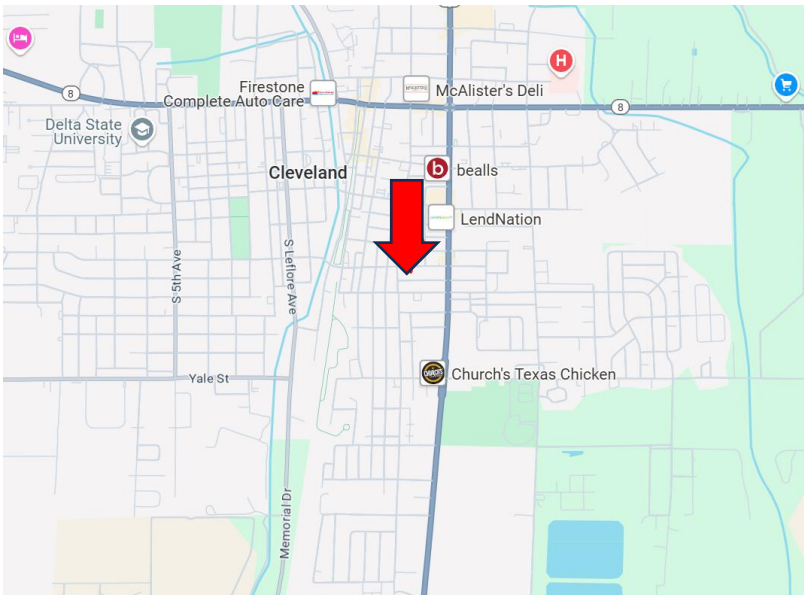 8
Firestone
Complete Auto Care
McAlister's Deli
H
8
Delta State
University
Cleveland
b
bealls
LendNation
S 5th Ave
S Leflore Ave
Yale St
Church's Texas Chicken
Memorial Dr